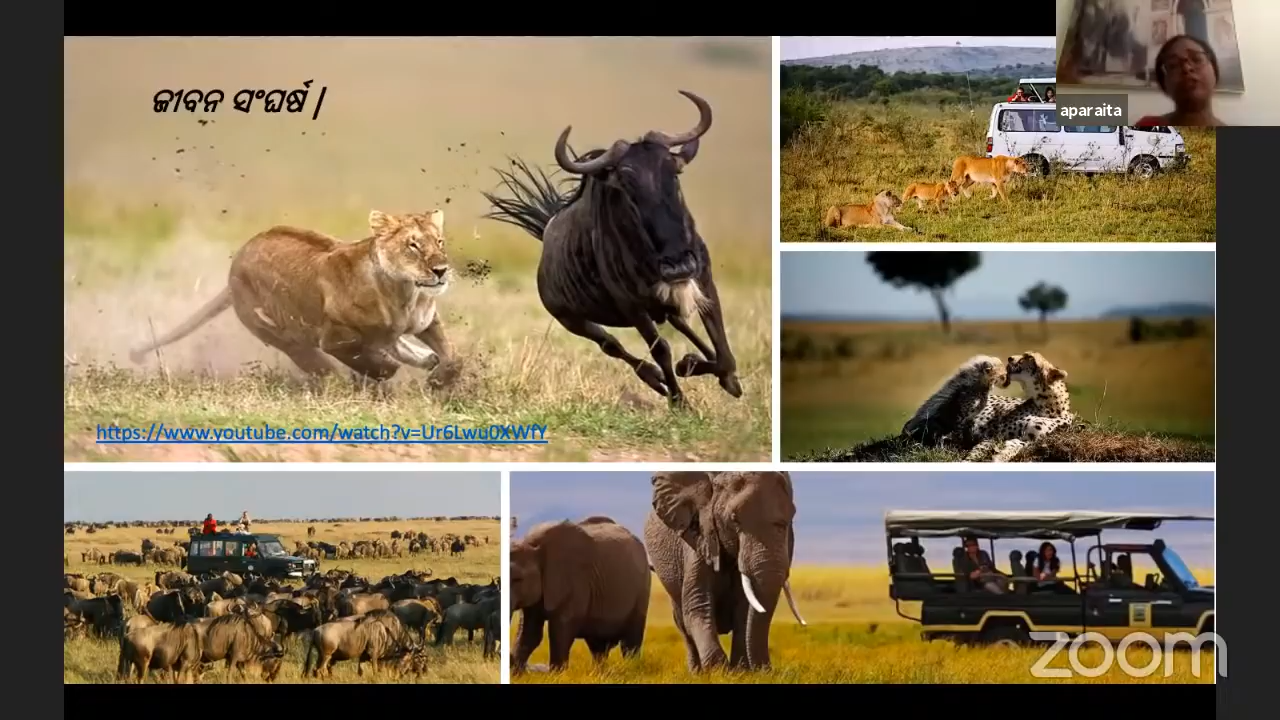 ଜୀବନ ସଂଘର୍ଷ |
aparaita
https://www.youtube.com/watch?v=Ur6Lwu0XWfY
zoom